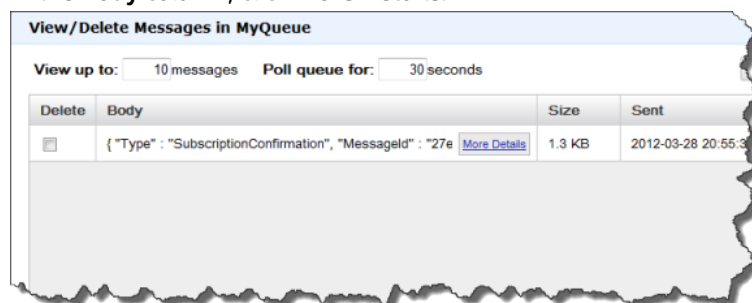 View/Delete Messages in MyQueue
View up to: 10 messages Poll queue for: 30 seconds
Delete Body Size Sent
{ "Type" : "SubscriptionConfirmation", "MessageId" : "27e More Details 1.3 KB 2012-03-28 20:55:3